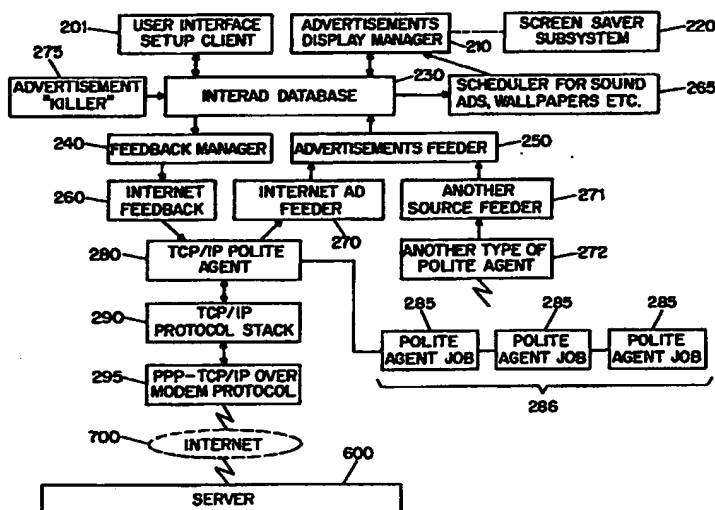 201
USER INTERFACE
SETUP CLIENT
ADVERTISEMENTS
DISPLAY MANAGER
210
SCREEN SAVER
SUBSYSTEM
220
275
230
ADVERTISEMENT
"KILLER"
INTERAD DATABASE
SCHEDULER FOR SOUND
ADS, WALLPAPERS ETC.
265
240
FEEDBACK MANAGER
ADVERTISEMENTS FEEDER
250
260
INTERNET
FEEDBACK
INTERNET AD
FEEDER
270
ANOTHER
SOURCE FEEDER
271
280
TCP/IP POLITE
AGENT
ANOTHER TYPE OF
POLITE AGENT
272
290
TCP/IP
PROTOCOL STACK
285
285
285
POLITE
AGENT JOB
POLITE
AGENT JOB
POLITE
AGENT JOB
286
295
PPP-TCP/IP OVER
MODEM PROTOCOL
700
INTERNET
600
SERVER